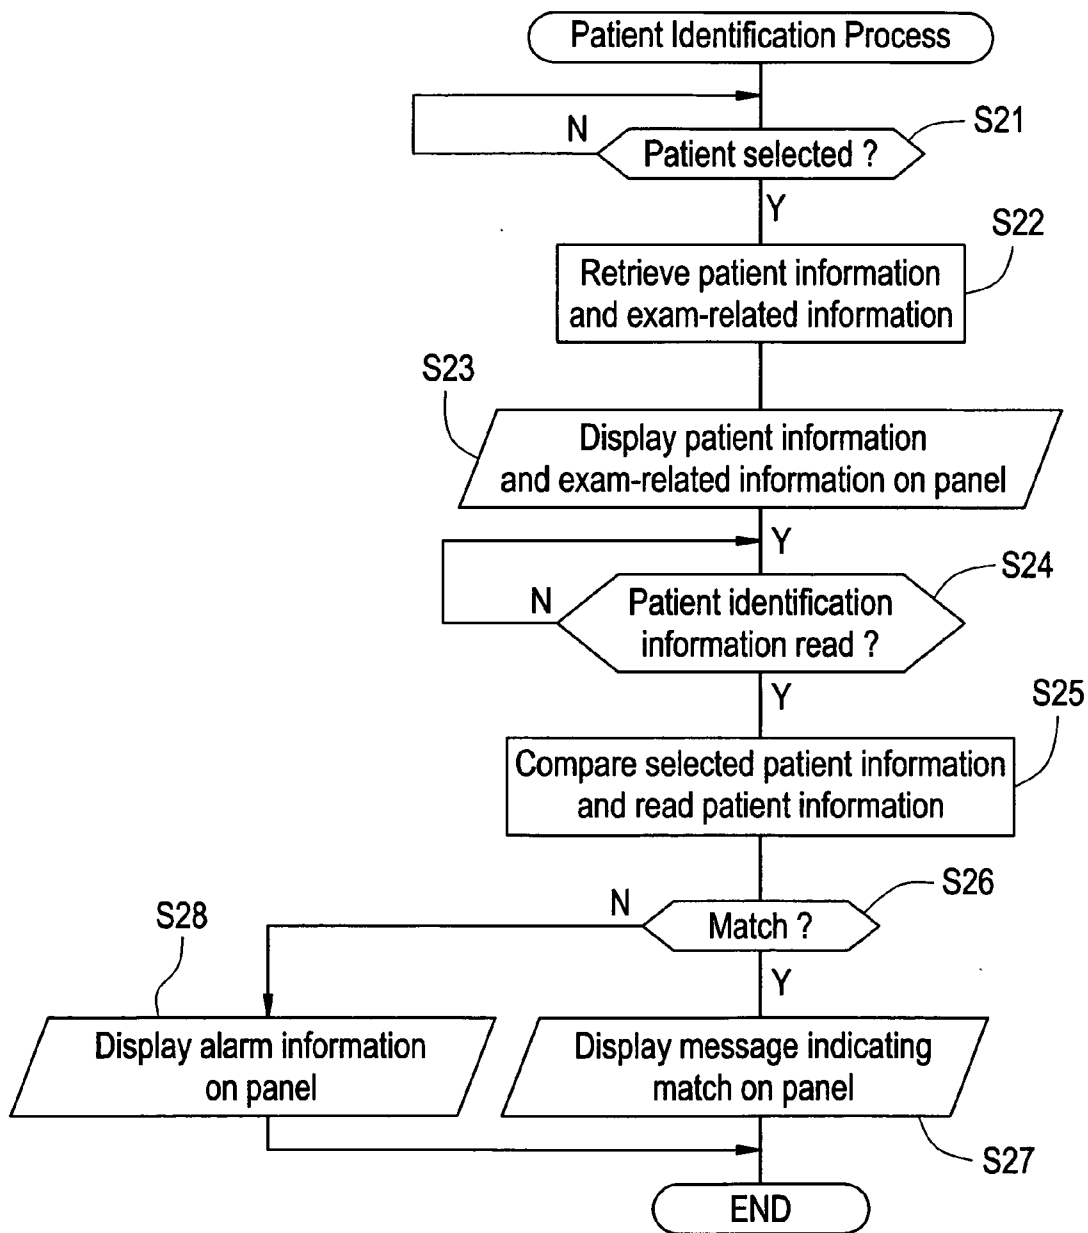 Patient Identification Process
N
S21
Patient selected ?
Y
S22
Retrieve patient information
and exam-related information
S23
Display patient information
and exam-related information on panel
Y
S24
N
Patient identification
information read ?
Y
S25
Compare selected patient information
and read patient information
S26
N
S28
Match ?
Y
Display alarm information
on panel
Display message indicating
match on panel
S27
END